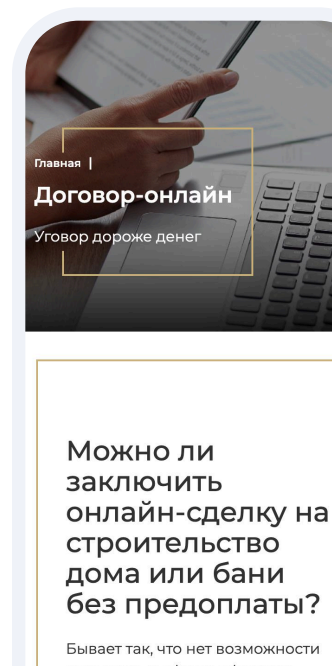 Главная |
Договор-онлайн
Уговор дороже денег
Можно ли
заключить
онлайн-сделку на
строительство
дома или бани
без предоплаты?
Бывает так, что нет возможности